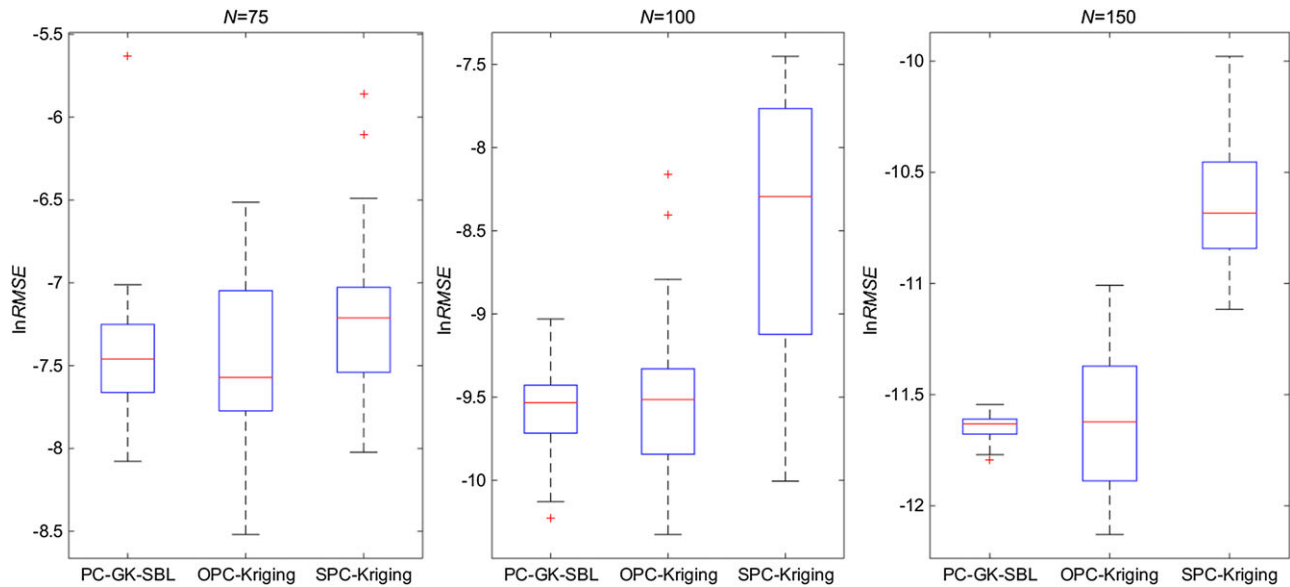 N=75
N=100
N=150
lnRMSE
-5.5
-6
-6.5
-7
-7.5
-8
-8.5
PC-GK-SBL
OPC-Kriging
SPC-Kriging
lnRMSE
-7.5
-8
-8.5
-9
-9.5
-10
PC-GK-SBL
OPC-Kriging
SPC-Kriging
lnRMSE
-10
-10.5
-11
-11.5
-12
PC-GK-SBL
OPC-Kriging
SPC-Kriging